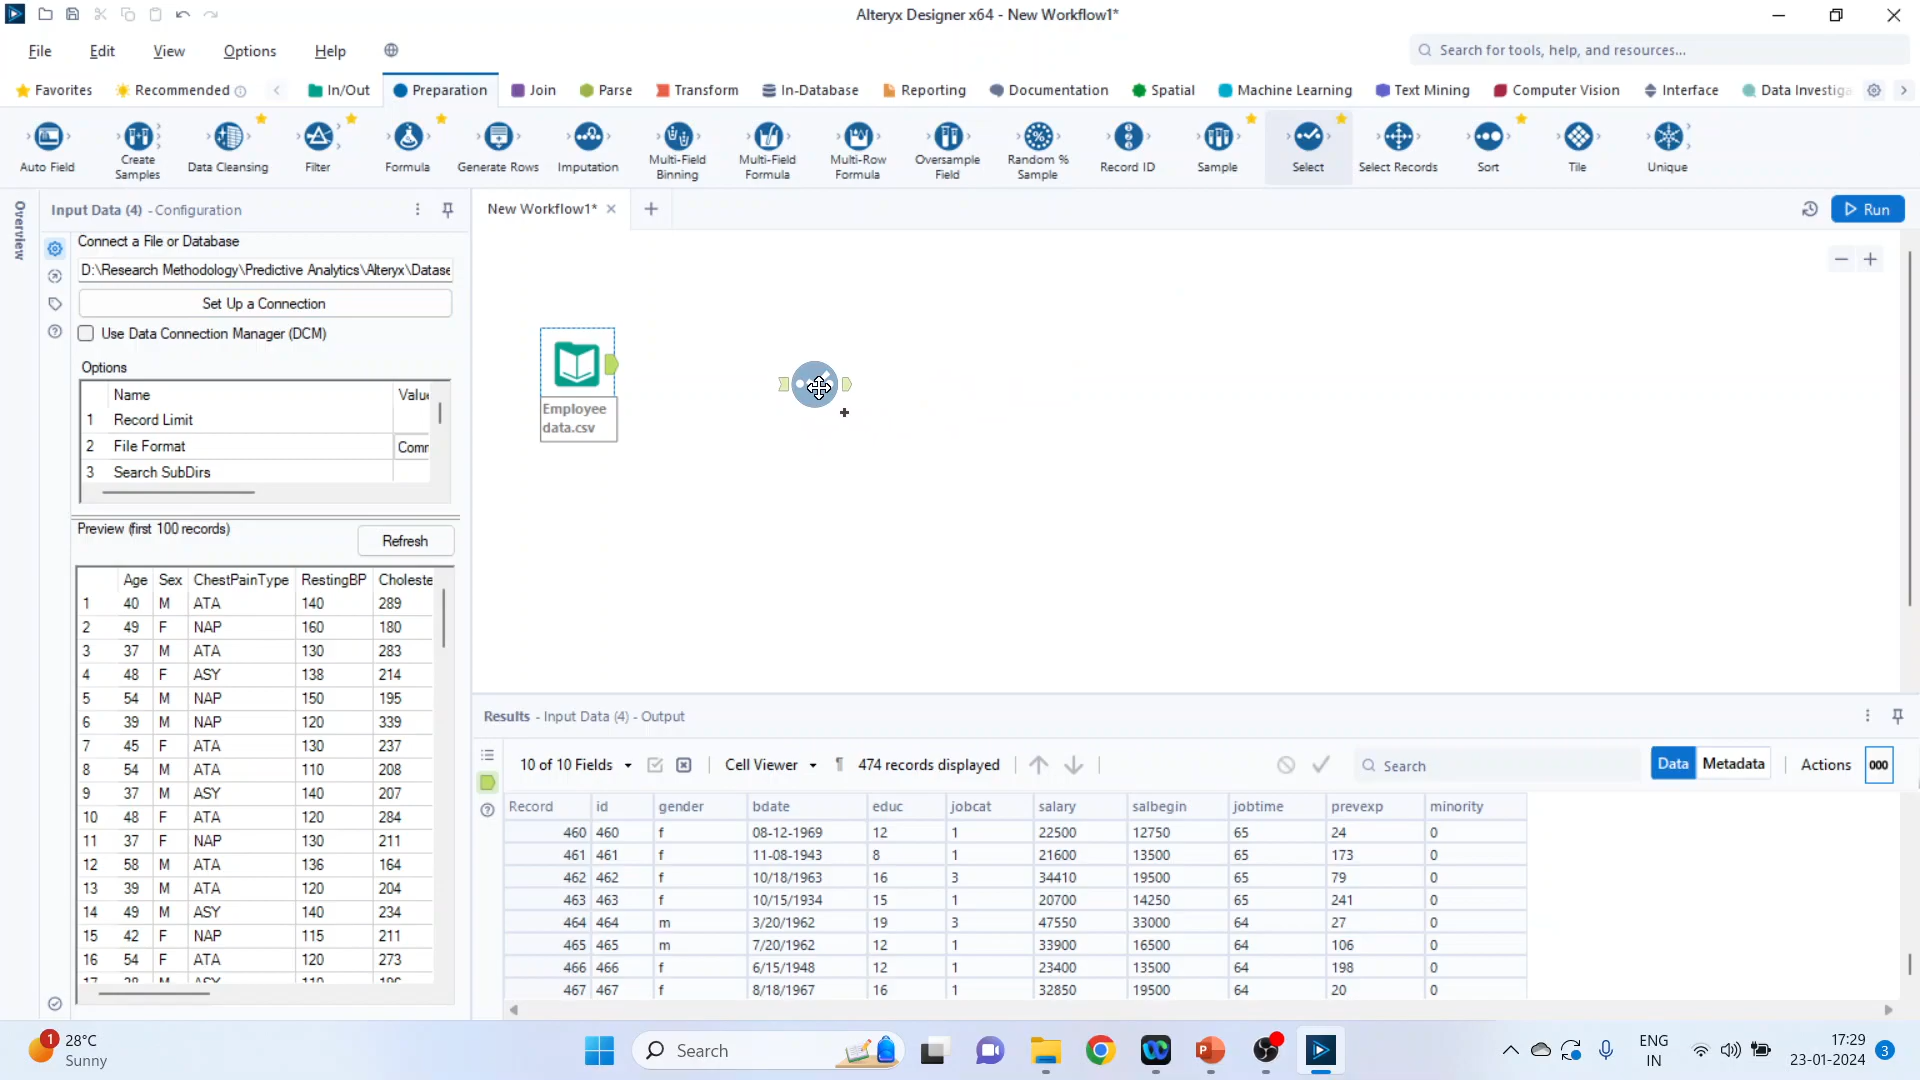 Alteryx Designer x64 - New Workflow1*
File Edit View Options Help
Search for tools, help, and resources...
Favorites Recommended In/Out Preparation Join Parse Transform In-Database Reporting Documentation Spatial Machine Learning Text Mining Computer Vision Interface Data Investiga
Auto Field
Create Samples
Data Cleansing
Filter
Formula
Generate Rows
Imputation
Multi-Field Binning
Multi-Field Formula
Multi-Row Formula
Oversample Field
Random % Sample
Record ID
Sample
Select
Select Records
Sort
Tile
Unique
Overview
Input Data (4) - Configuration
New Workflow1*
Run
Connect a File or Database
D:\Research Methodology\Predictive Analytics\Alteryx\Datase
Set Up a Connection
Use Data Connection Manager (DCM)
Options
Name Valu
1 Record Limit
2 File Format Comr
3 Search SubDirs
Employee
data.csv
Preview (first 100 records)
Refresh
Age Sex ChestPainType RestingBP Choleste
1 40 M ATA 140 289
2 49 F NAP 160 180
3 37 M ATA 130 283
4 48 F ASY 138 214
5 54 M NAP 150 195
6 39 M NAP 120 339
7 45 F ATA 130 237
8 54 M ATA 110 208
9 37 M ASY 140 207
10 48 F ATA 120 284
11 37 F NAP 130 211
12 58 M ATA 136 164
13 39 M ATA 120 204
14 49 M ASY 140 234
15 42 F NAP 115 211
16 54 F ATA 120 273
Results - Input Data (4) - Output
10 of 10 Fields Cell Viewer 474 records displayed Search Data Metadata Actions 000
Record id gender bdate educ jobcat salary salbegin jobtime prevexp minority
460 460 f 08-12-1969 12 1 22500 12750 65 24 0
461 461 f 11-08-1943 8 1 21600 13500 65 173 0
462 462 f 10/18/1963 16 3 34410 19500 65 79 0
463 463 f 10/15/1934 15 1 20700 14250 65 241 0
464 464 m 3/20/1962 19 3 47550 33000 64 27 0
465 465 m 7/20/1962 12 1 33900 16500 64 106 0
466 466 f 6/15/1948 12 1 23400 13500 64 198 0
467 467 f 8/18/1967 16 1 32850 19500 64 20 0
1
28°C
Sunny
Search
ENG
IN
17:29
23-01-2024
3